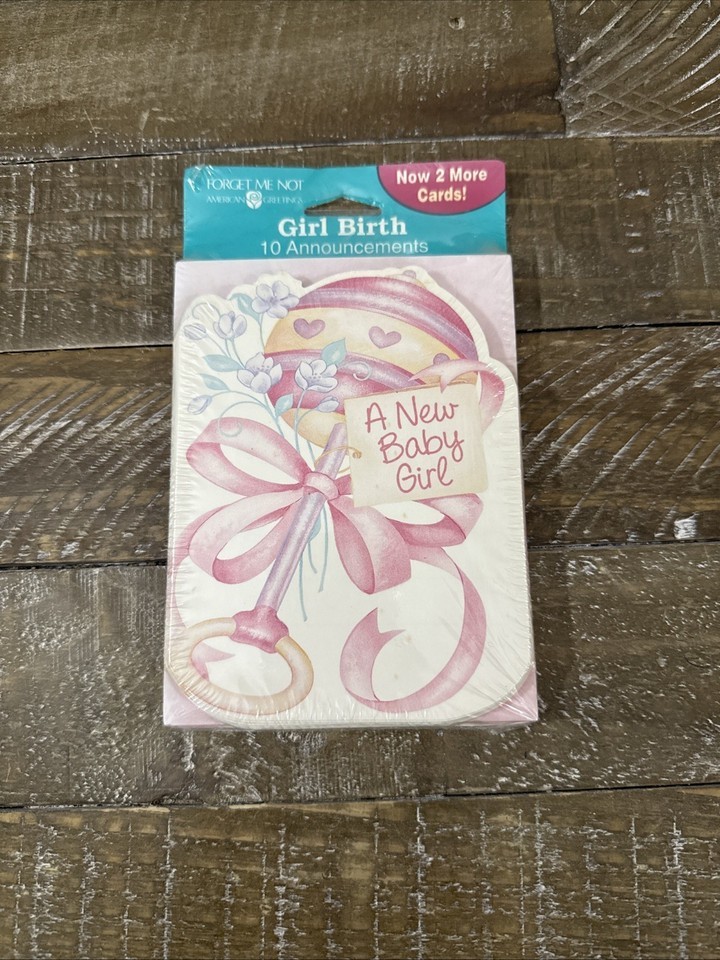 FORGET ME NOT
AMERICAN GREETINGS
Now 2 More
Cards!
Girl Birth
10 Announcements
A New
Baby
Girl